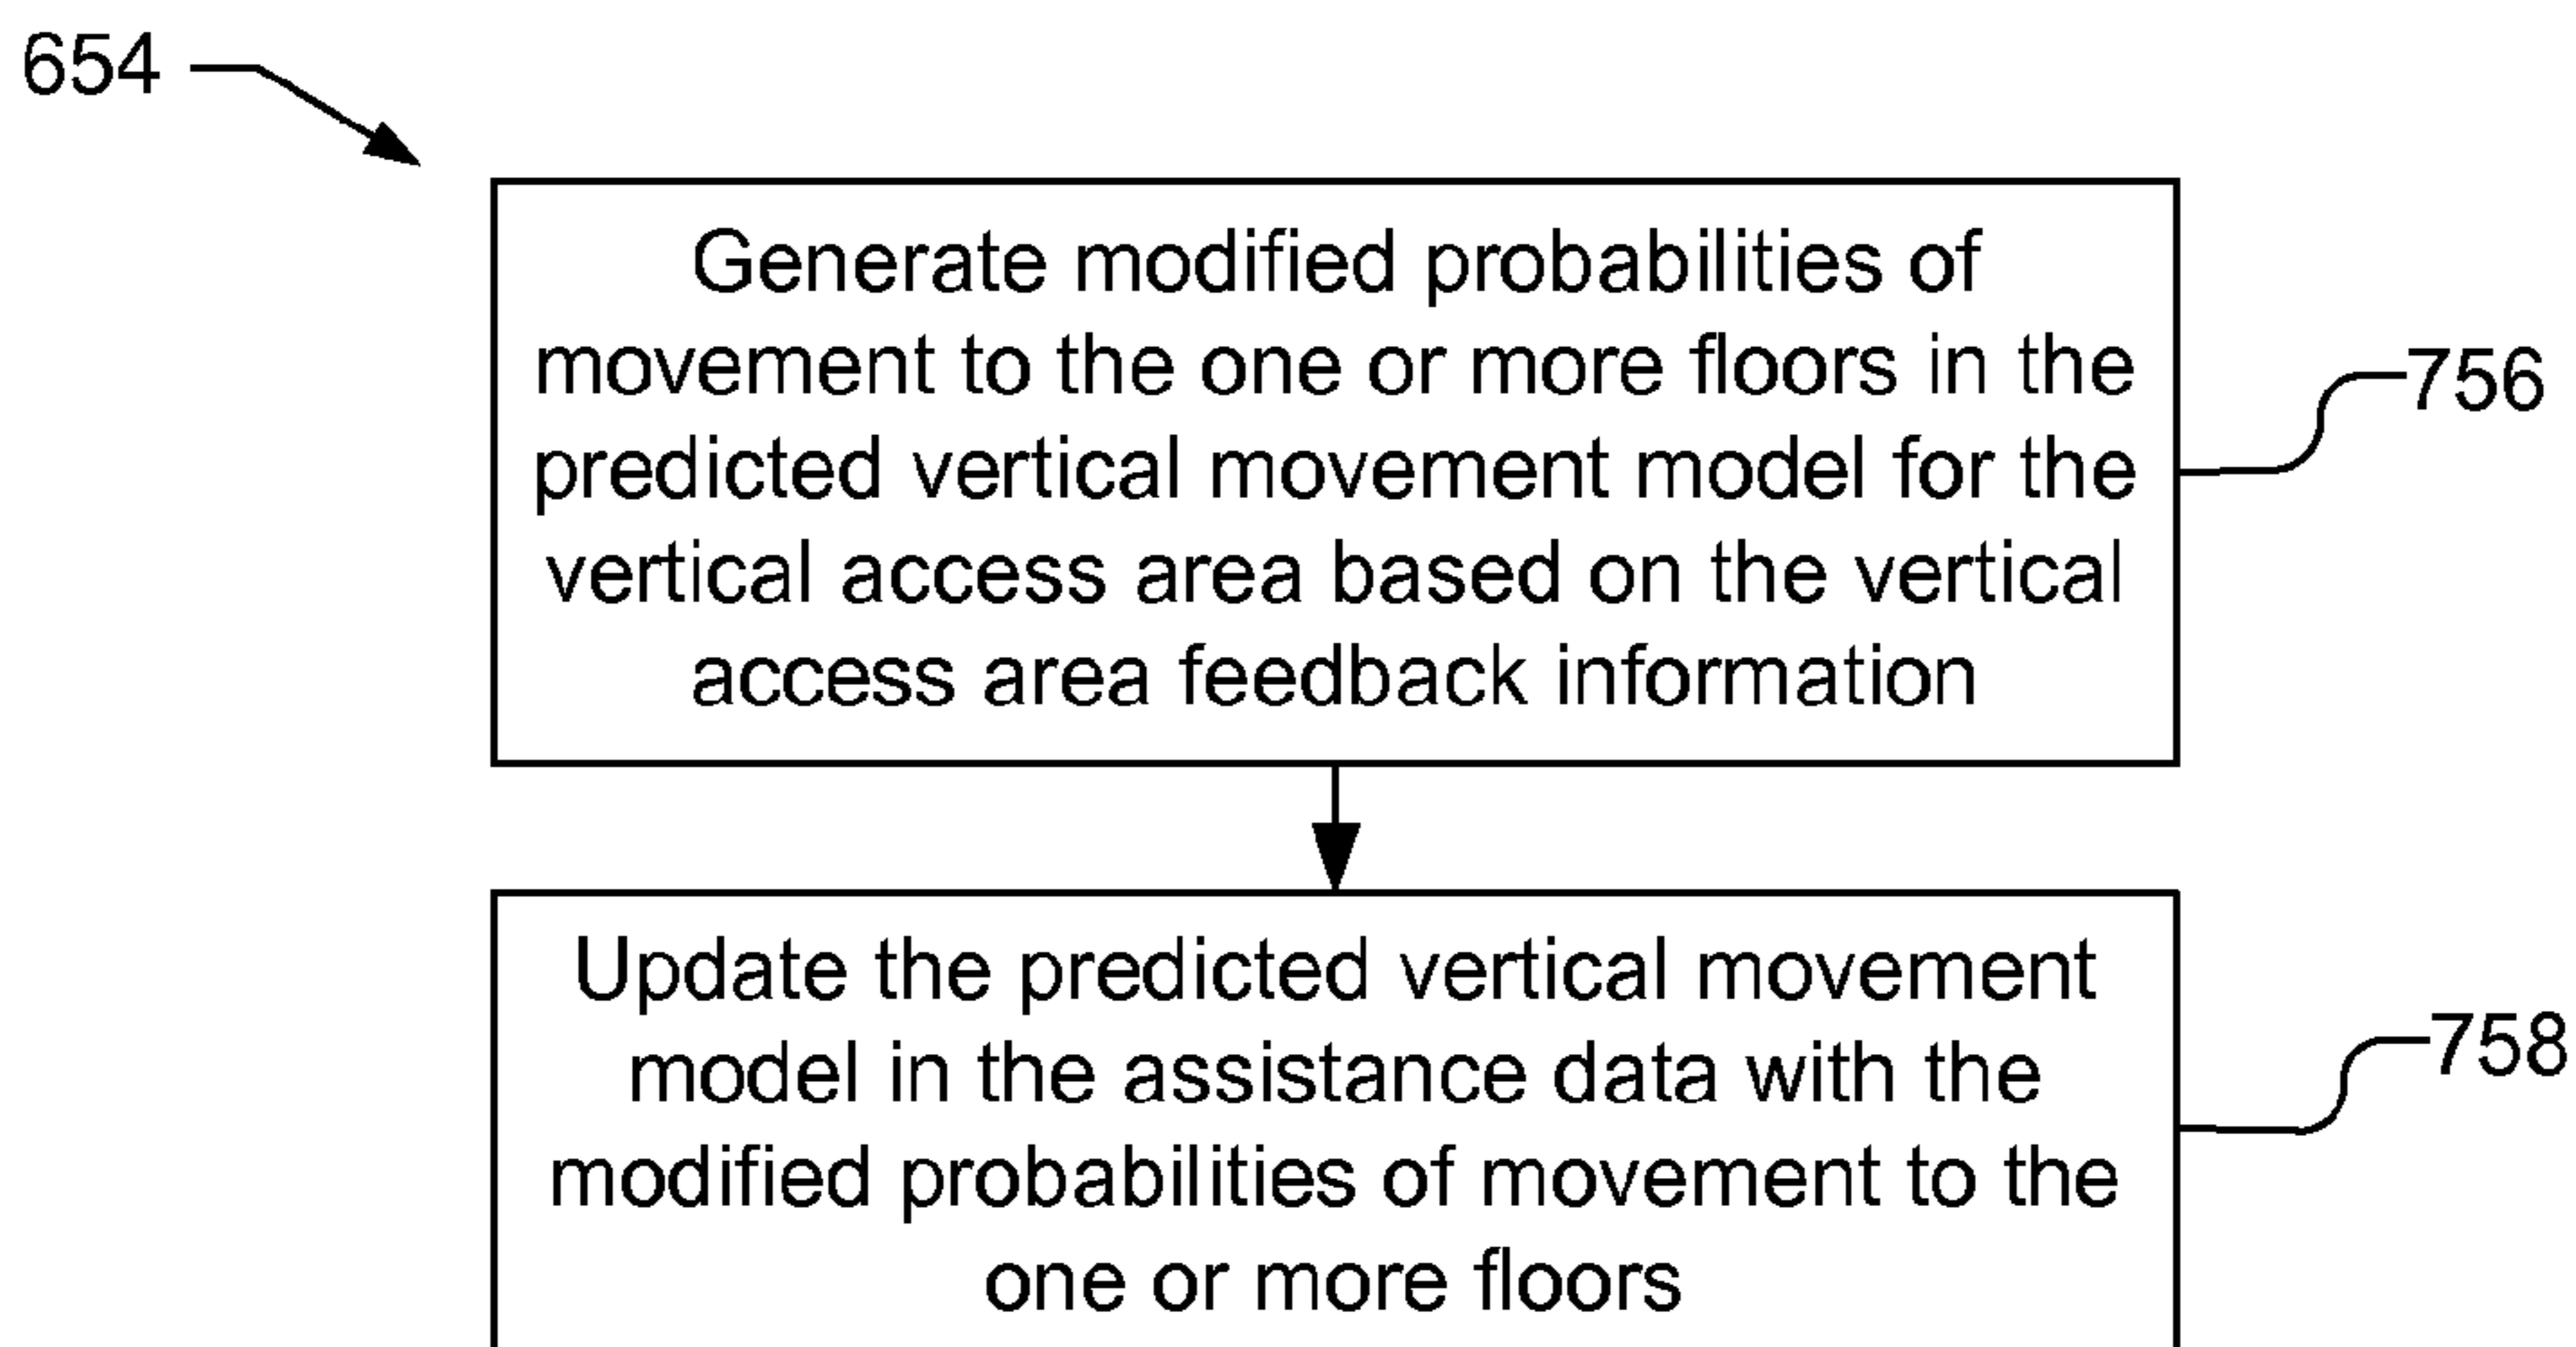 654
Generate modified probabilities of
movement to the one or more floors in the
predicted vertical movement model for the
vertical access area based on the vertical
access area feedback information
756
Update the predicted vertical movement
model in the assistance data with the
modified probabilities of movement to the
one or more floors
758